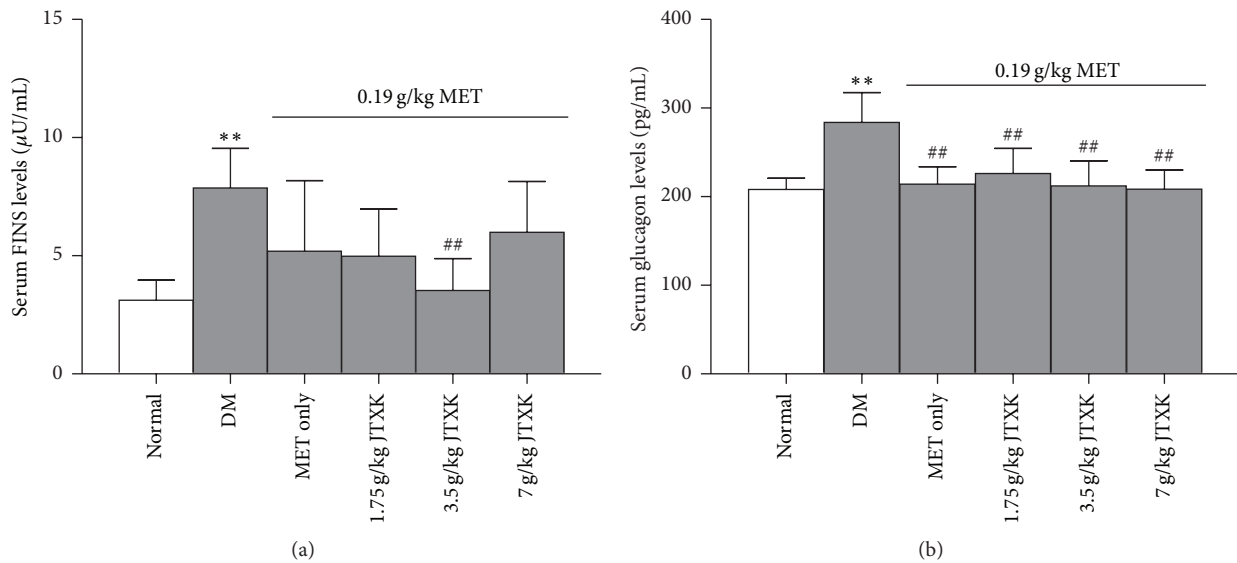 15
10
5
0
Serum FINS levels (μU/mL)
**
0.19 g/kg MET
##
Normal
DM
MET only
1.75 g/kg JTXK
3.5 g/kg JTXK
7 g/kg JTXK
(a)
400
300
200
100
0
Serum glucagon levels (pg/mL)
**
0.19 g/kg MET
##
##
##
##
Normal
DM
MET only
1.75 g/kg JTXK
3.5 g/kg JTXK
7 g/kg JTXK
(b)